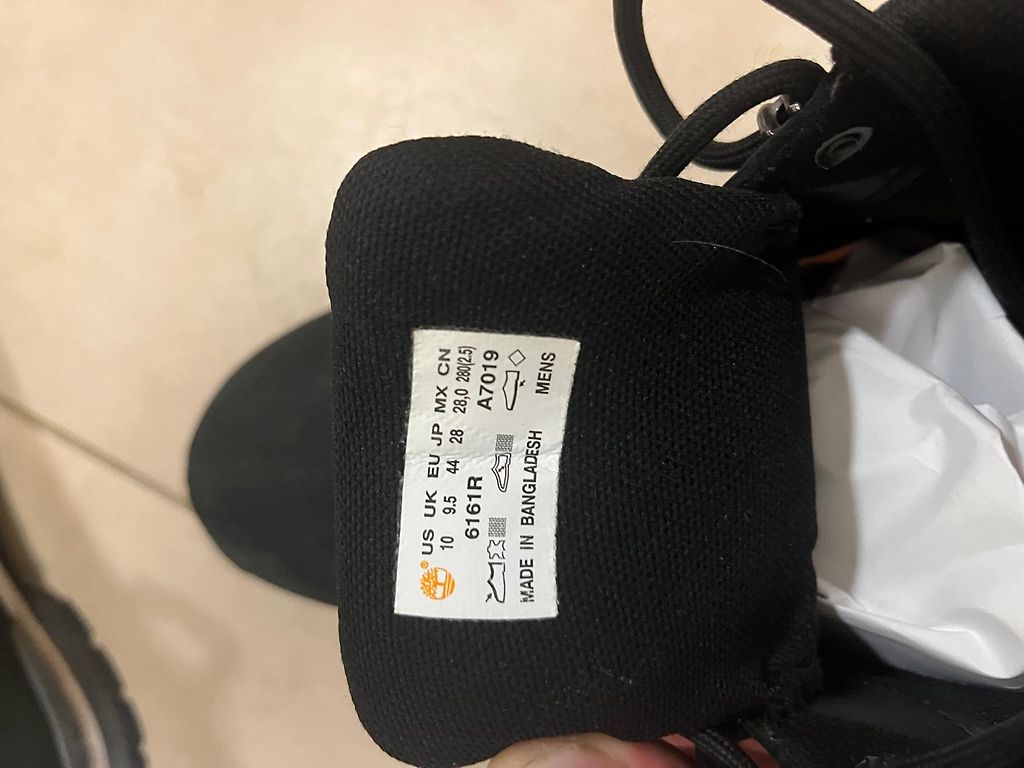 ® US UK EU JP MX CN
10 9.5 44 28 28,0 280(2.5)
6161R A7019
MADE IN BANGLADESH MENS